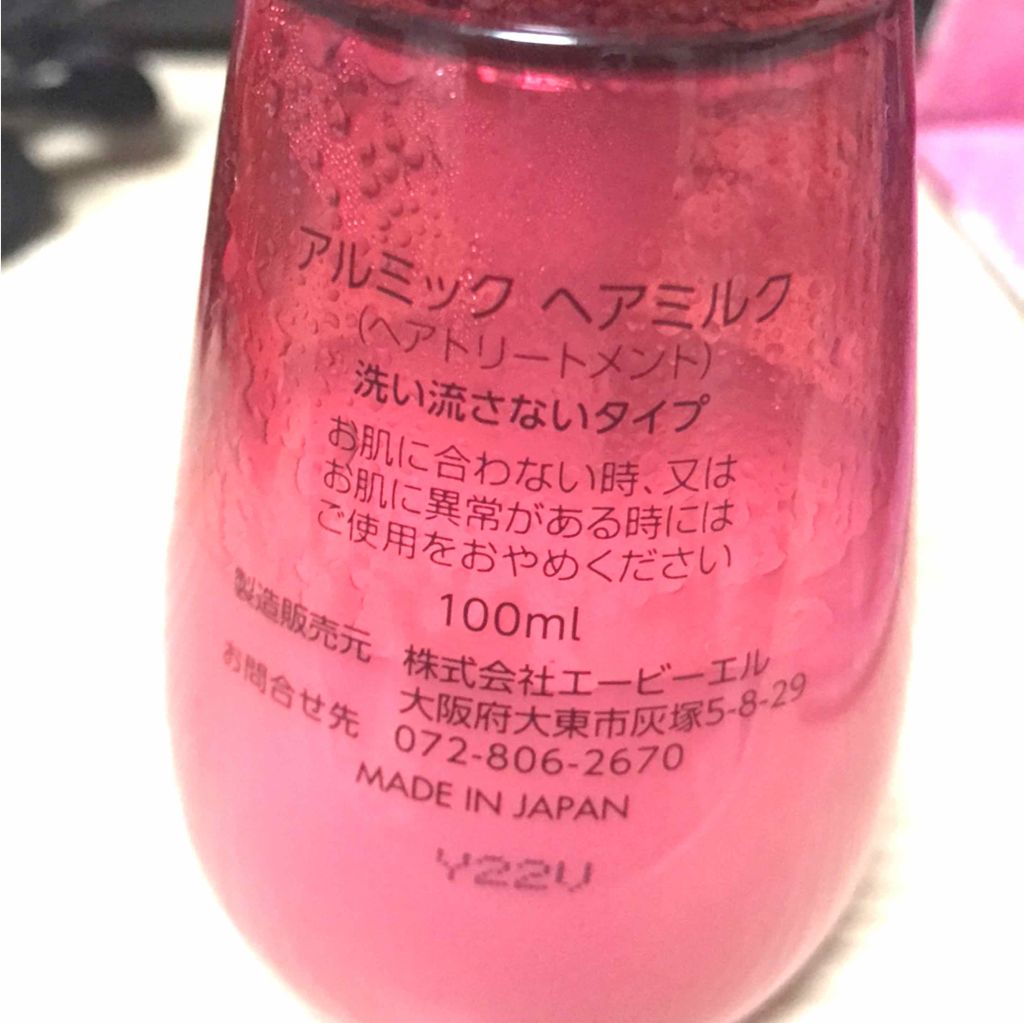 アルミック ヘアミルク
(ヘアトリートメント)
洗い流さないタイプ
お肌に合わない時、又は
お肌に異常がある時には
ご使用をおやめください
100ml
製造販売元 株式会社エービーエル
大阪府大東市灰塚5-8-29
お問合せ先 072-806-2670
MADE IN JAPAN
Y22U